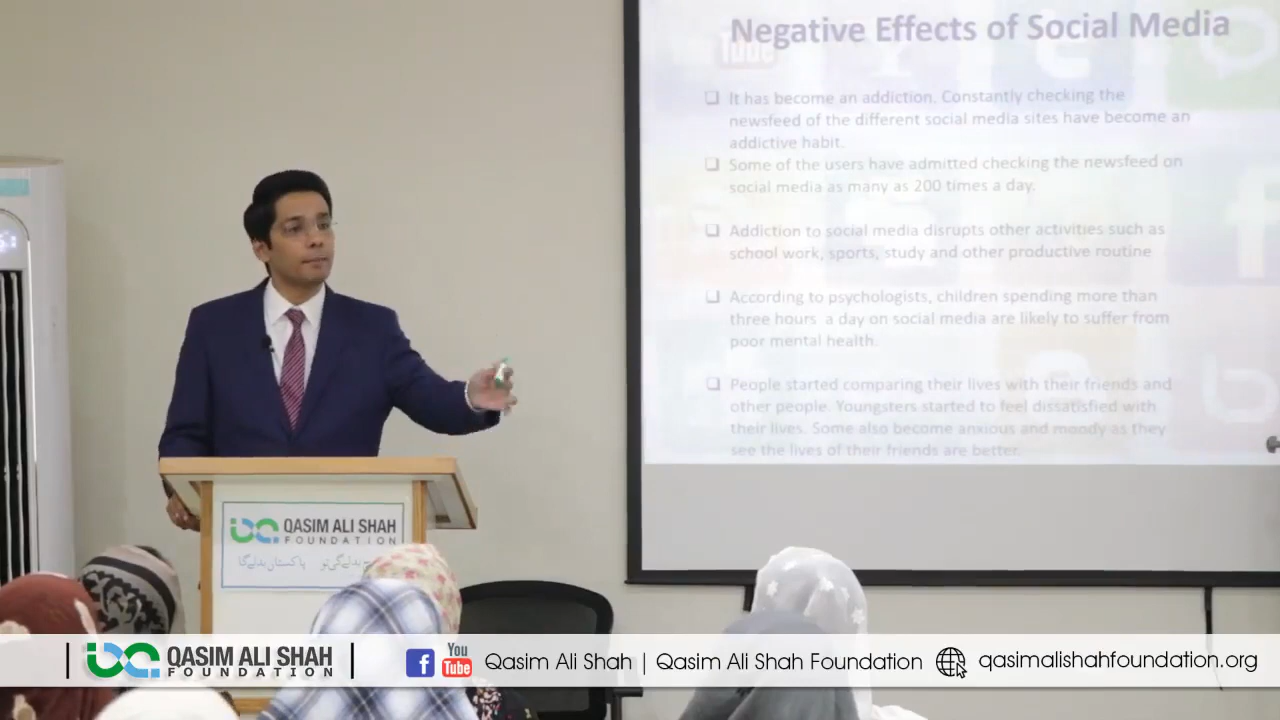 Negative Effects of Social Media
It has become an addiction. Constantly checking the
newsfeed of the different social media sites have become an
addictive habit.
Some of the users have admitted checking the newsfeed on
social media as many as 200 times a day.
Addiction to social media disrupts other activities such as
school work, sports, study and other productive routine
According to psychologists, children spending more than
three hours a day on social media are likely to suffer from
poor mental health.
People started comparing their lives with their friends and
other people. Youngsters started to feel dissatisfied with
their lives. Some also become anxious and moody as they
see the lives of their friends are better.
QASIM ALI SHAH
FOUNDATION
بدلے گی تو پاکستان بدلے گا
QASIM ALI SHAH
FOUNDATION
You
Tube
Qasim Ali Shah | Qasim Ali Shah Foundation
qasimalishahfoundation.org